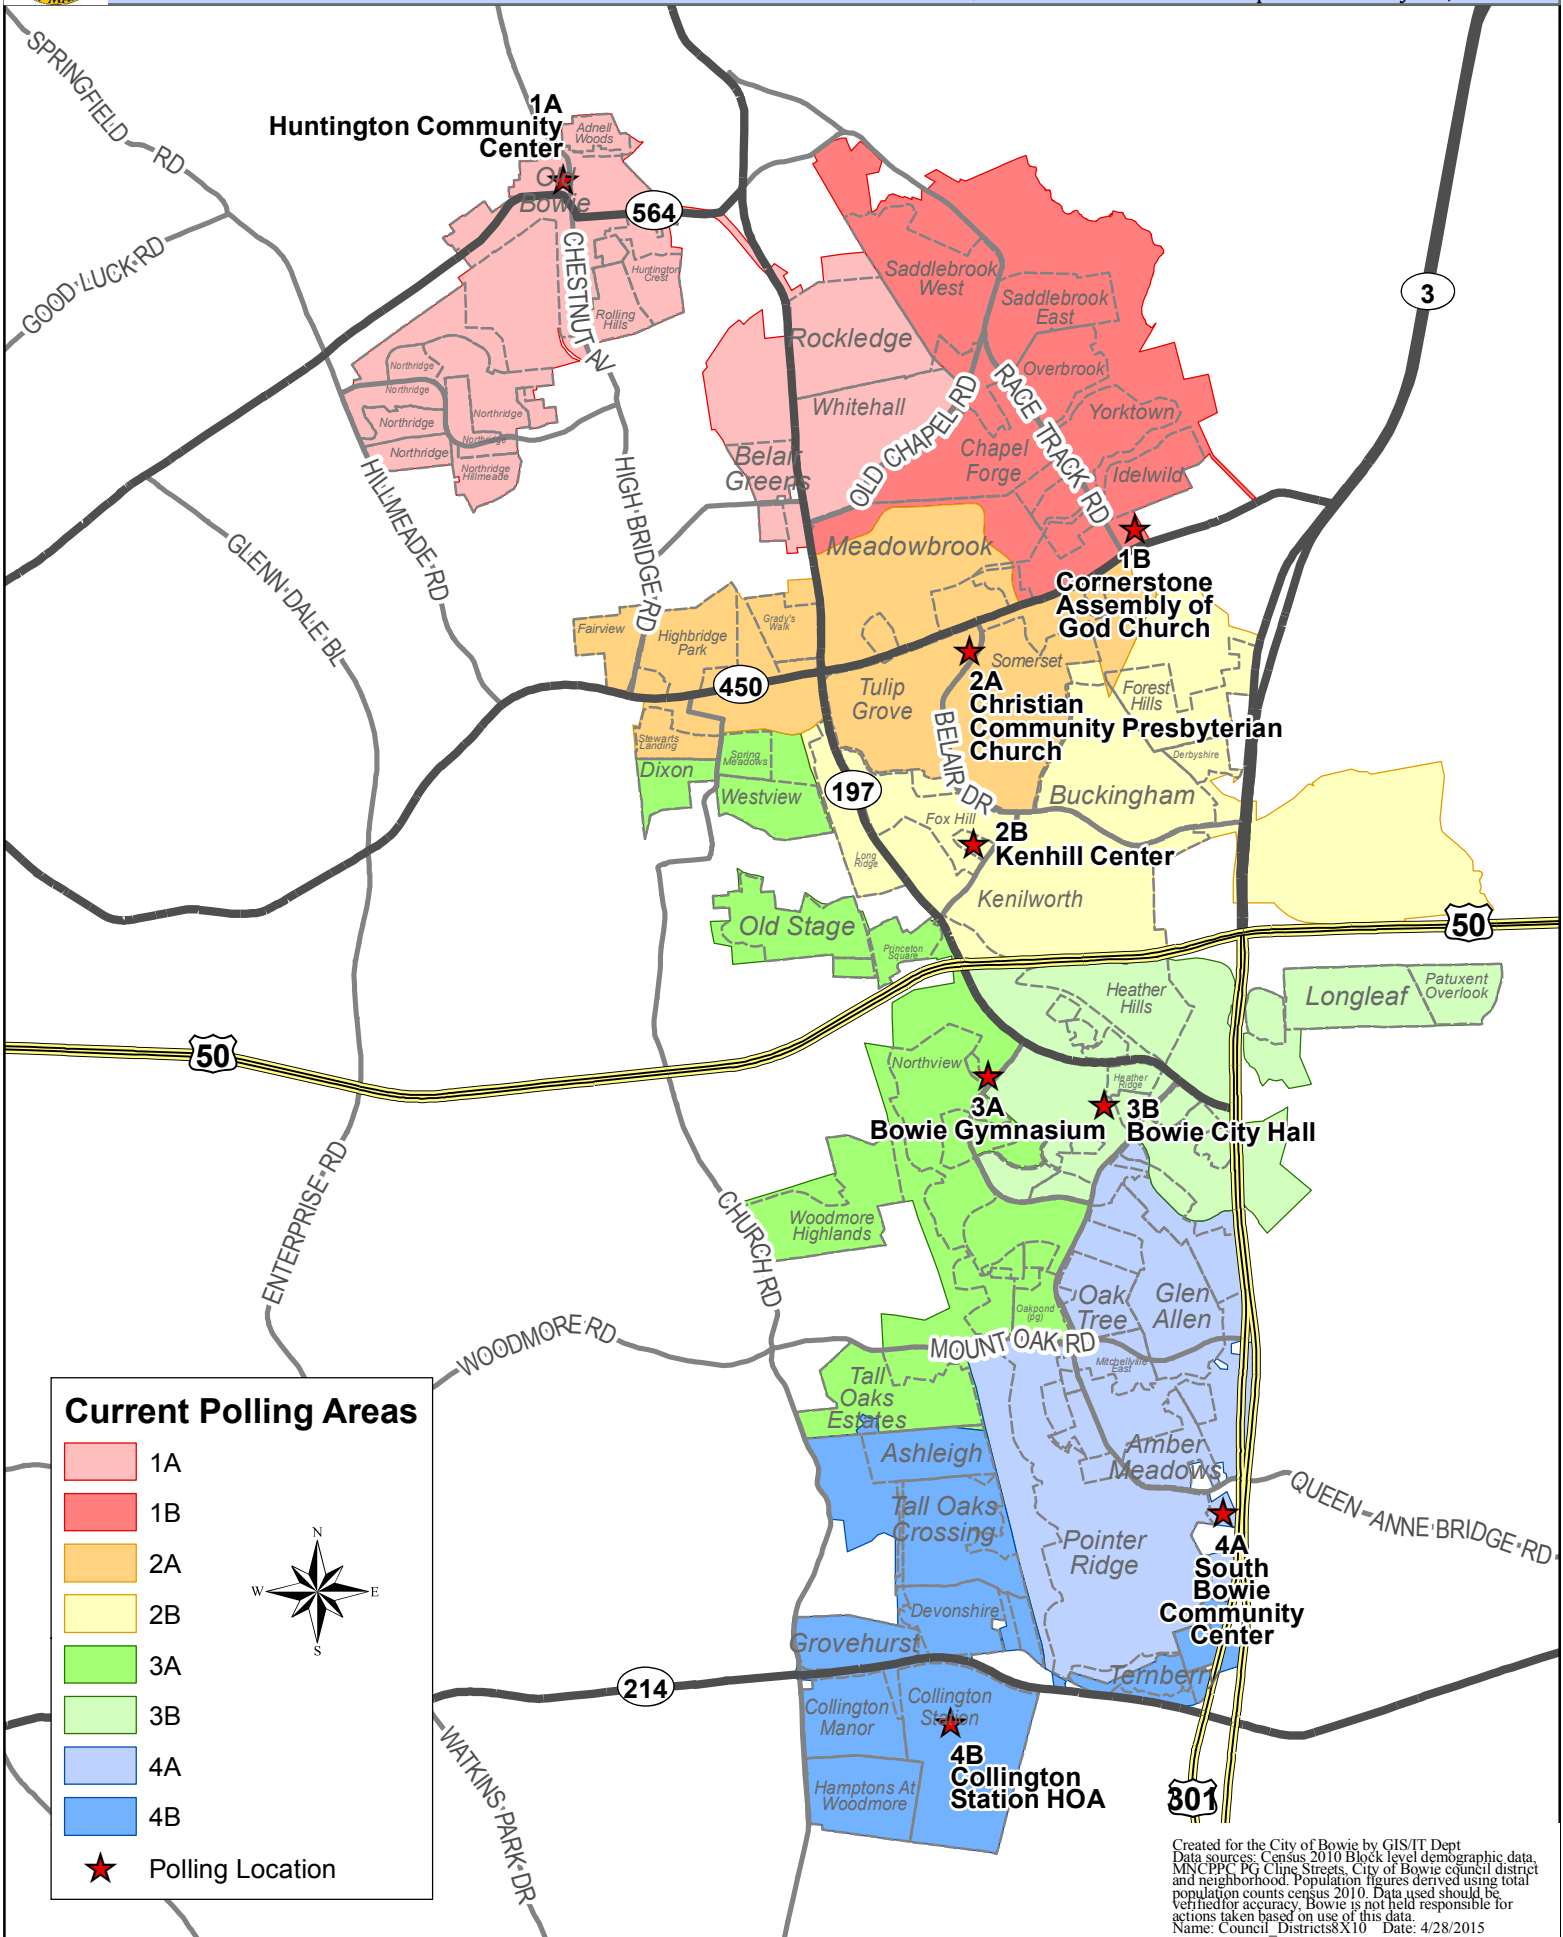 SPRINGFIELD RD
1A
Huntington Community
Center
Adnell
Woods
Old
Bowie
564
GOOD LUCK RD
CHESTNUT AV
Huntington
Crest
Rolling
Hills
Saddlebrook
West
Saddlebrook
East
3
Rockledge
Northridge
Northridge
Northridge
Northridge
Northridge
Northridge
Northridge
Hillmeade
Whitehall
Overbrook
Yorktown
OLD CHAPEL RD
RACE TRACK RD
Chapel
Forge
Idelwild
Belair
Greens
HILLMEADE RD
HIGH BRIDGE RD
GLENN DALE BL
Meadowbrook
1B
Cornerstone
Assembly of
God Church
Fairview
Highbridge
Park
Grady's
Walk
450
Tulip
Grove
Somerset
2A
Christian
Community Presbyterian
Church
Forest
Hills
Derbyshire
BELAIR DR
Stewarts
Landing
Spring
Meadows
Dixon
Westview
197
Buckingham
Fox Hill
2B
Kenhill Center
Long
Ridge
Kenilworth
Old Stage
Princeton
Square
50
Heather
Hills
Longleaf
Patuxent
Overlook
50
Northview
Heather
Ridge
3A
Bowie Gymnasium
3B
Bowie City Hall
ENTERPRISE RD
CHURCH RD
Woodmore
Highlands
Oak
Tree
Glen
Allen
Oakpond
(pg)
WOODMORE RD
MOUNT OAK RD
Mitchellville
East
Tall
Oaks
Estates
Ashleigh
Amber
Meadows
QUEEN ANNE BRIDGE RD
Tall Oaks
Crossing
Pointer
Ridge
4A
South
Bowie
Community
Center
Devonshire
Grovehurst
Ternberry
214
Collington
Manor
Collington
Station
4B
Collington
Station HOA
Hamptons At
Woodmore
WATKINS PARK DR
301
Current Polling Areas
1A
1B
2A
2B
3A
3B
4A
4B
Polling Location
N
W
E
S
Created for the City of Bowie by GIS/IT Dept
Data sources: Census 2010 Block level demographic data,
MNCPPC PG Cline Streets, City of Bowie council district
and neighborhood. Population figures derived using total
population counts census 2010. Data used should be
verifiedfor accuracy, Bowie is not held responsible for
actions taken based on use of this data.
Name: Council_Districts8X10 Date: 4/28/2015